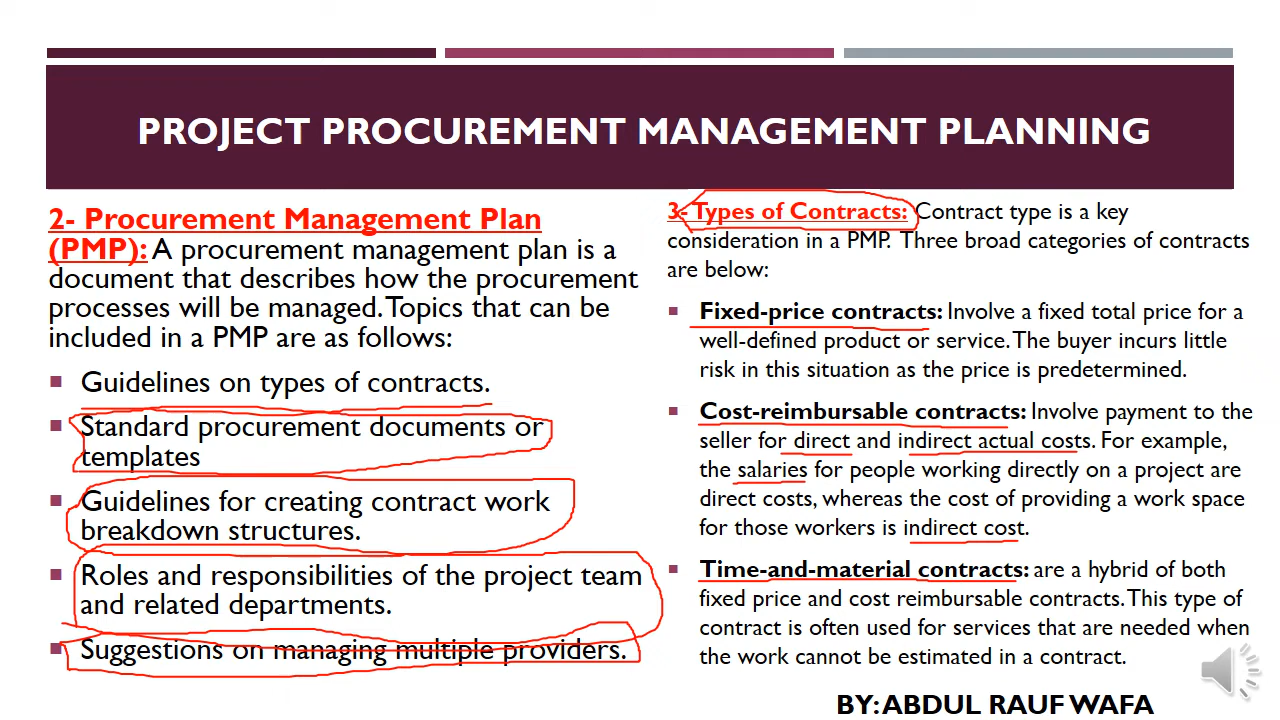 PROJECT PROCUREMENT MANAGEMENT PLANNING
2- Procurement Management Plan
(PMP): A procurement management plan is a
document that describes how the procurement
processes will be managed. Topics that can be
included in a PMP are as follows:
Guidelines on types of contracts.
Standard procurement documents or
templates
Guidelines for creating contract work
breakdown structures.
Roles and responsibilities of the project team
and related departments.
Suggestions on managing multiple providers.
3- Types of Contracts: Contract type is a key
consideration in a PMP. Three broad categories of contracts
are below:
Fixed-price contracts: Involve a fixed total price for a
well-defined product or service. The buyer incurs little
risk in this situation as the price is predetermined.
Cost-reimbursable contracts: Involve payment to the
seller for direct and indirect actual costs. For example,
the salaries for people working directly on a project are
direct costs, whereas the cost of providing a work space
for those workers is indirect cost.
Time-and-material contracts: are a hybrid of both
fixed price and cost reimbursable contracts. This type of
contract is often used for services that are needed when
the work cannot be estimated in a contract.
BY: ABDUL RAUF WAFA